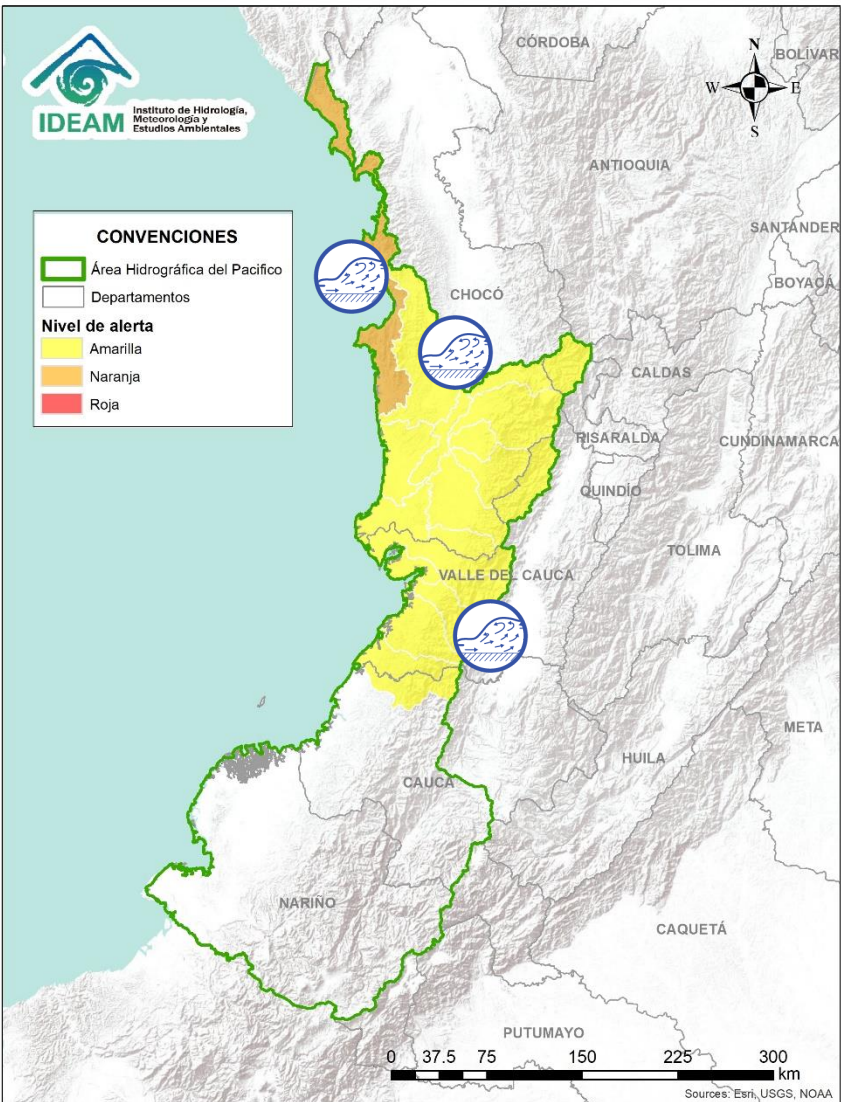 IDEAM
Instituto de Hidrología,
Meteorología y
Estudios Ambientales
CÓRDOBA
BOLÍVAR
N
W
E
S
ANTIOQUIA
SANTANDER
BOYACÁ
CONVENCIONES
Área Hidrográfica del Pacifico
Departamentos
Nivel de alerta
Amarilla
Naranja
Roja
CHOCÓ
CALDAS
RISARALDA
CUNDINAMARCA
QUINDÍO
TOLIMA
VALLE DEL CAUCA
META
HUILA
CAUCA
NARIÑO
CAQUETÁ
PUTUMAYO
0 37.5 75 150 225 300
km
Sources: Esri, USGS, NOAA